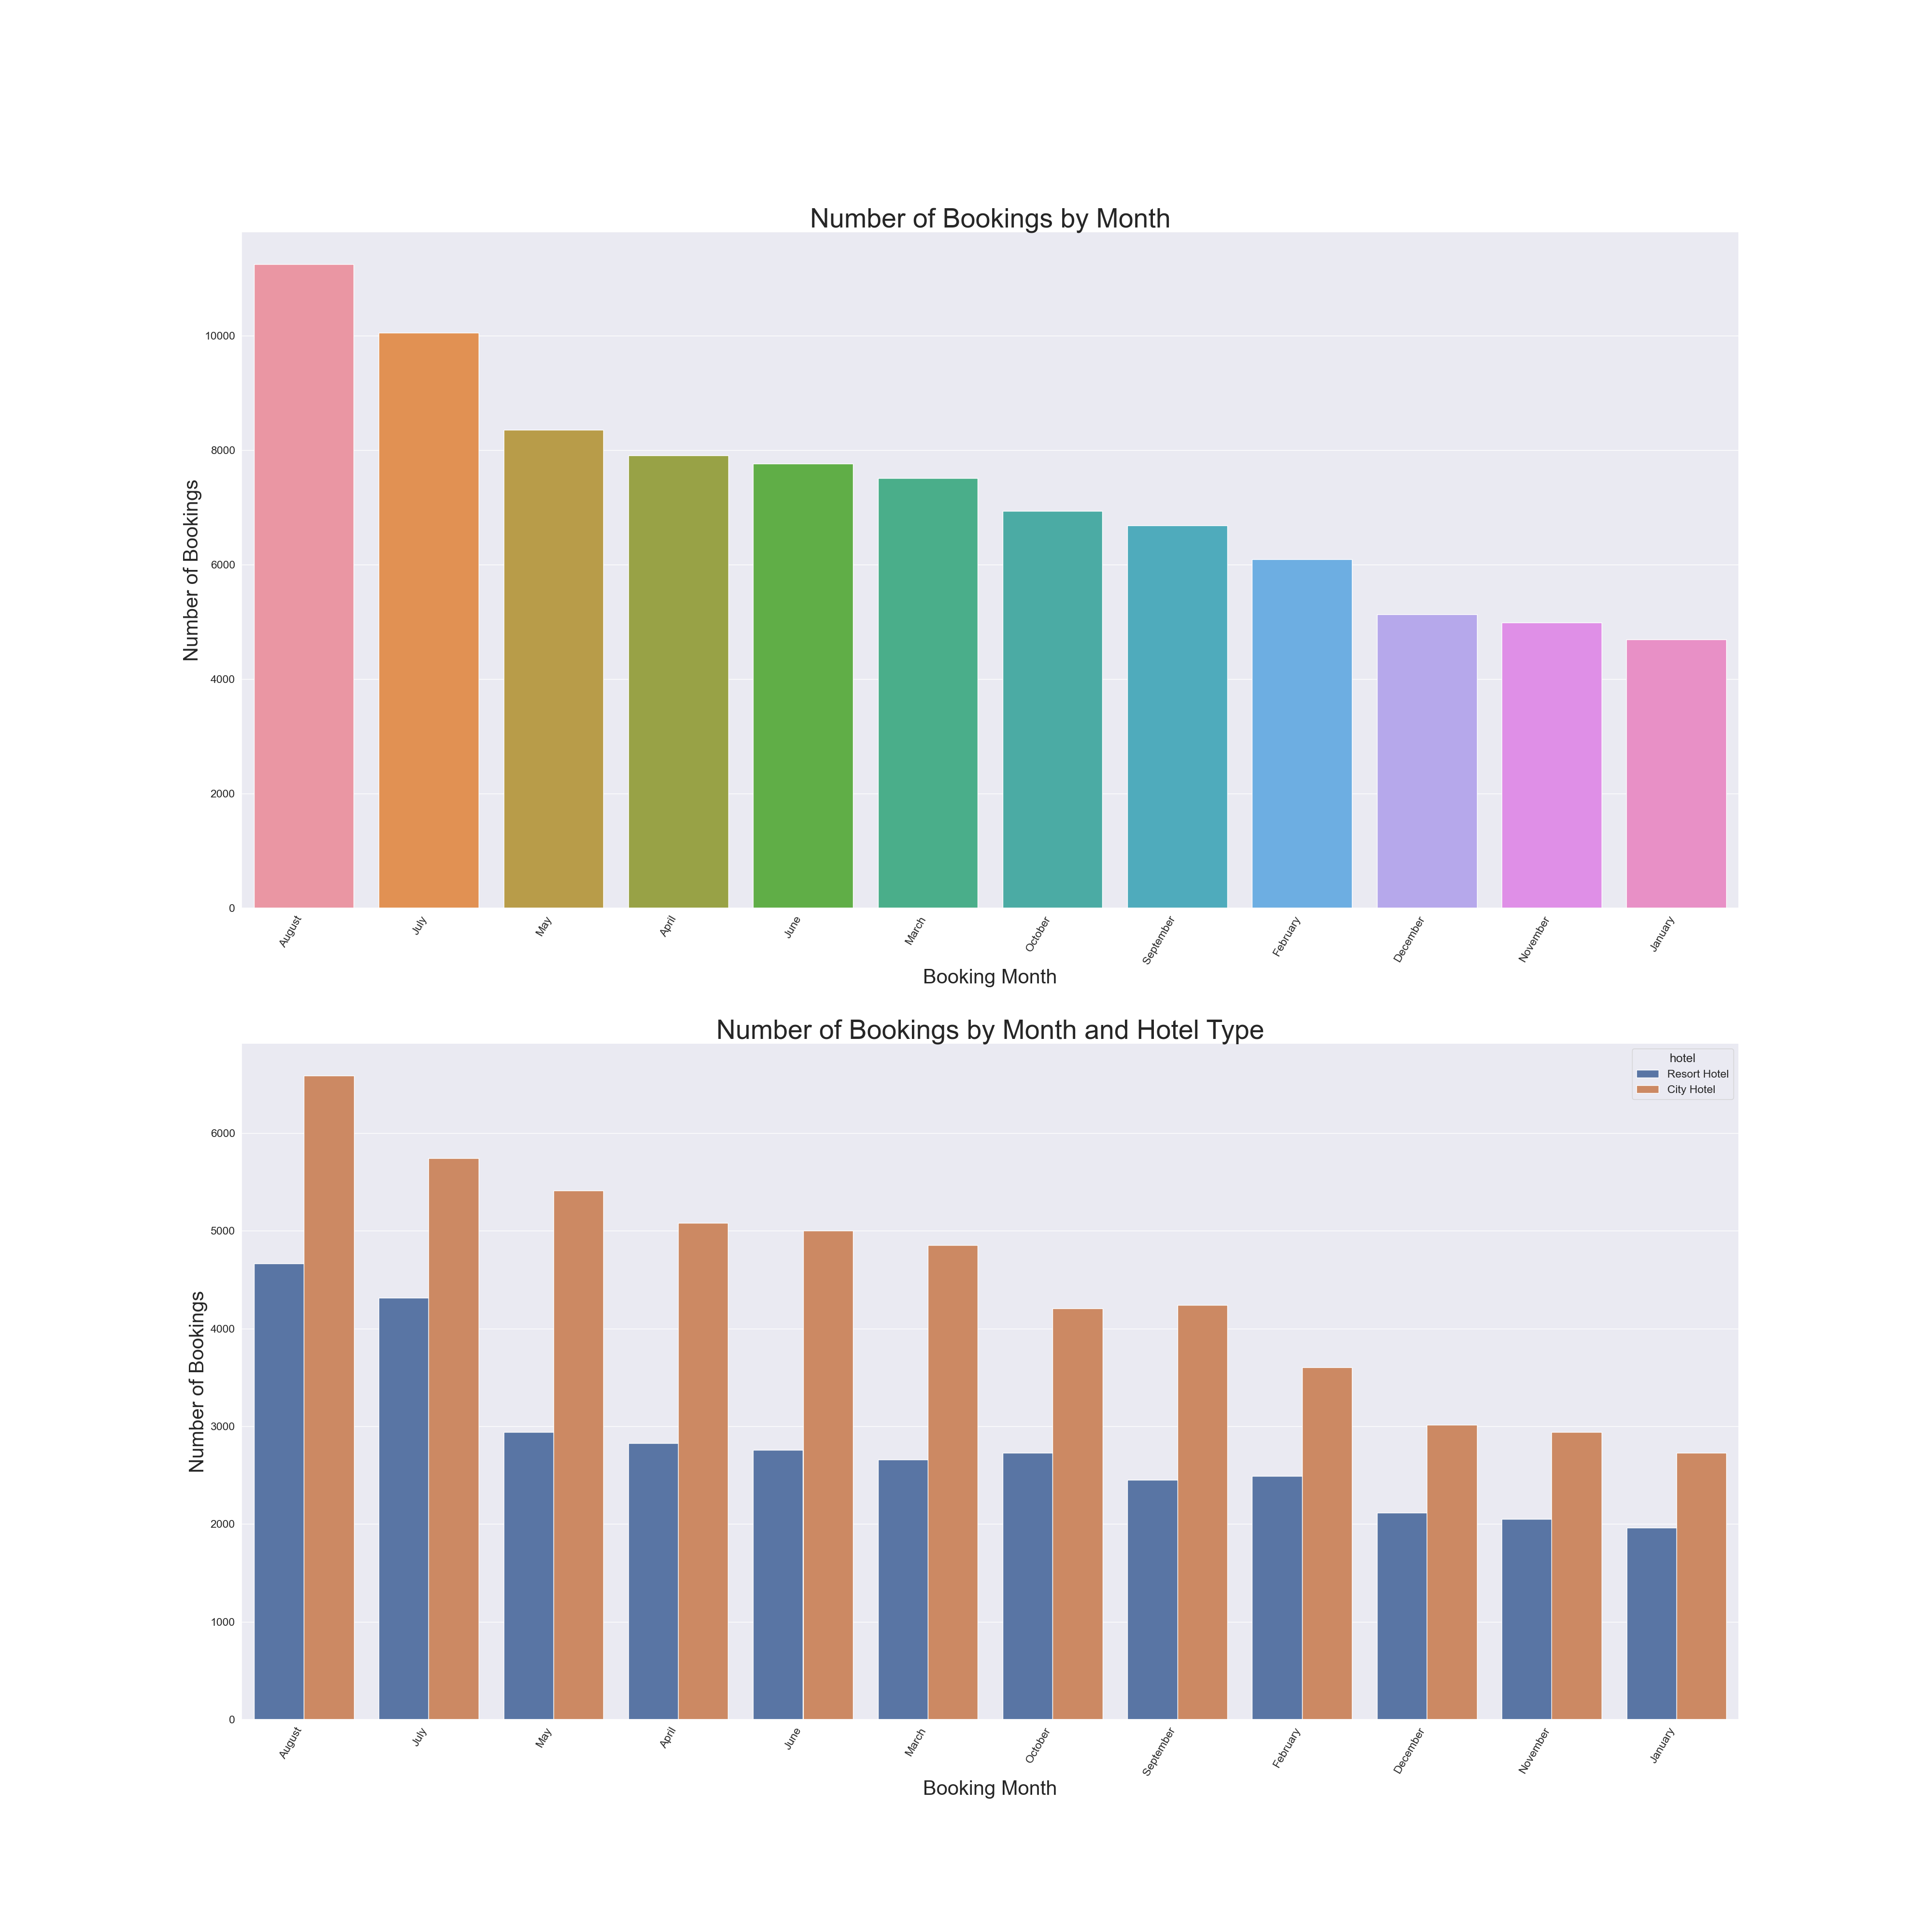 Number of Bookings by Month
Number of Bookings
10000
8000
6000
4000
2000
0
August
July
May
April
June
March
October
September
February
December
November
January
Booking Month
Number of Bookings by Month and Hotel Type
hotel
Resort Hotel
City Hotel
Number of Bookings
6000
5000
4000
3000
2000
1000
0
August
July
May
April
June
March
October
September
February
December
November
January
Booking Month